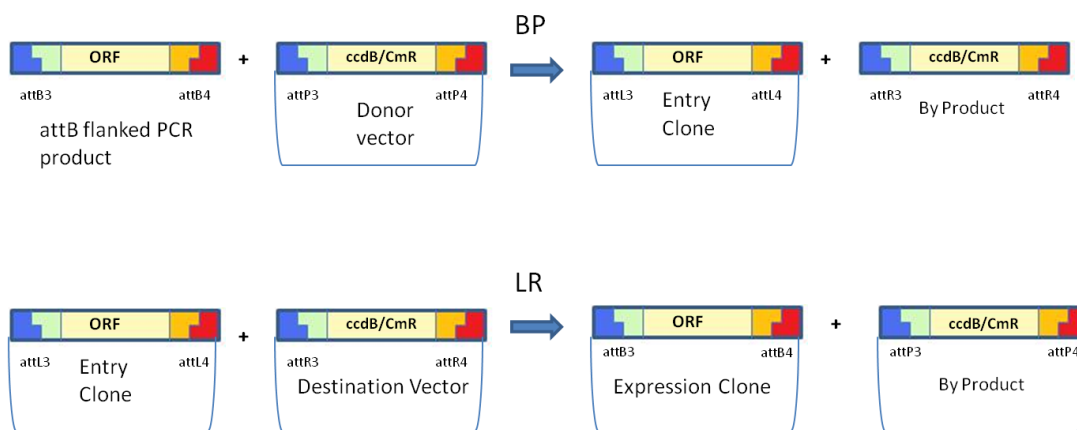 BP
ORF
+
ccdB/CmR
ORF
+
ccdB/CmR
attB3
attB4
attP3
attP4
attL3
attL4
attR3
attR4
attB flanked PCR
product
Donor
vector
Entry
Clone
By Product
LR
ORF
+
ccdB/CmR
ORF
+
ccdB/CmR
attL3
attL4
attR3
attR4
attB3
attB4
attP3
attP4
Entry
Clone
Destination Vector
Expression Clone
By Product